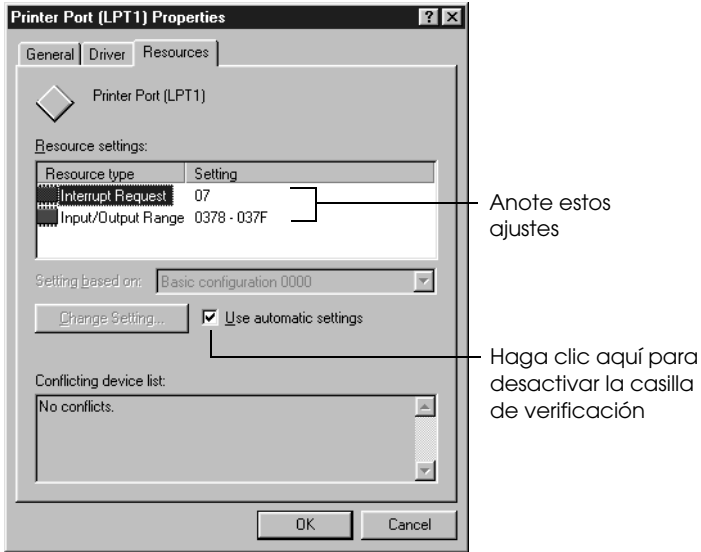 Printer Port (LPT1) Properties
General Driver Resources
Printer Port (LPT1)
Resource settings:
Resource type Setting
Interrupt Request 07
Input/Output Range 0378 - 037F
Anote estos
ajustes
Setting based on: Basic configuration 0000
Change Setting... Use automatic settings
Haga clic aquí para
desactivar la casilla
de verificación
Conflicting device list:
No conflicts.
OK Cancel